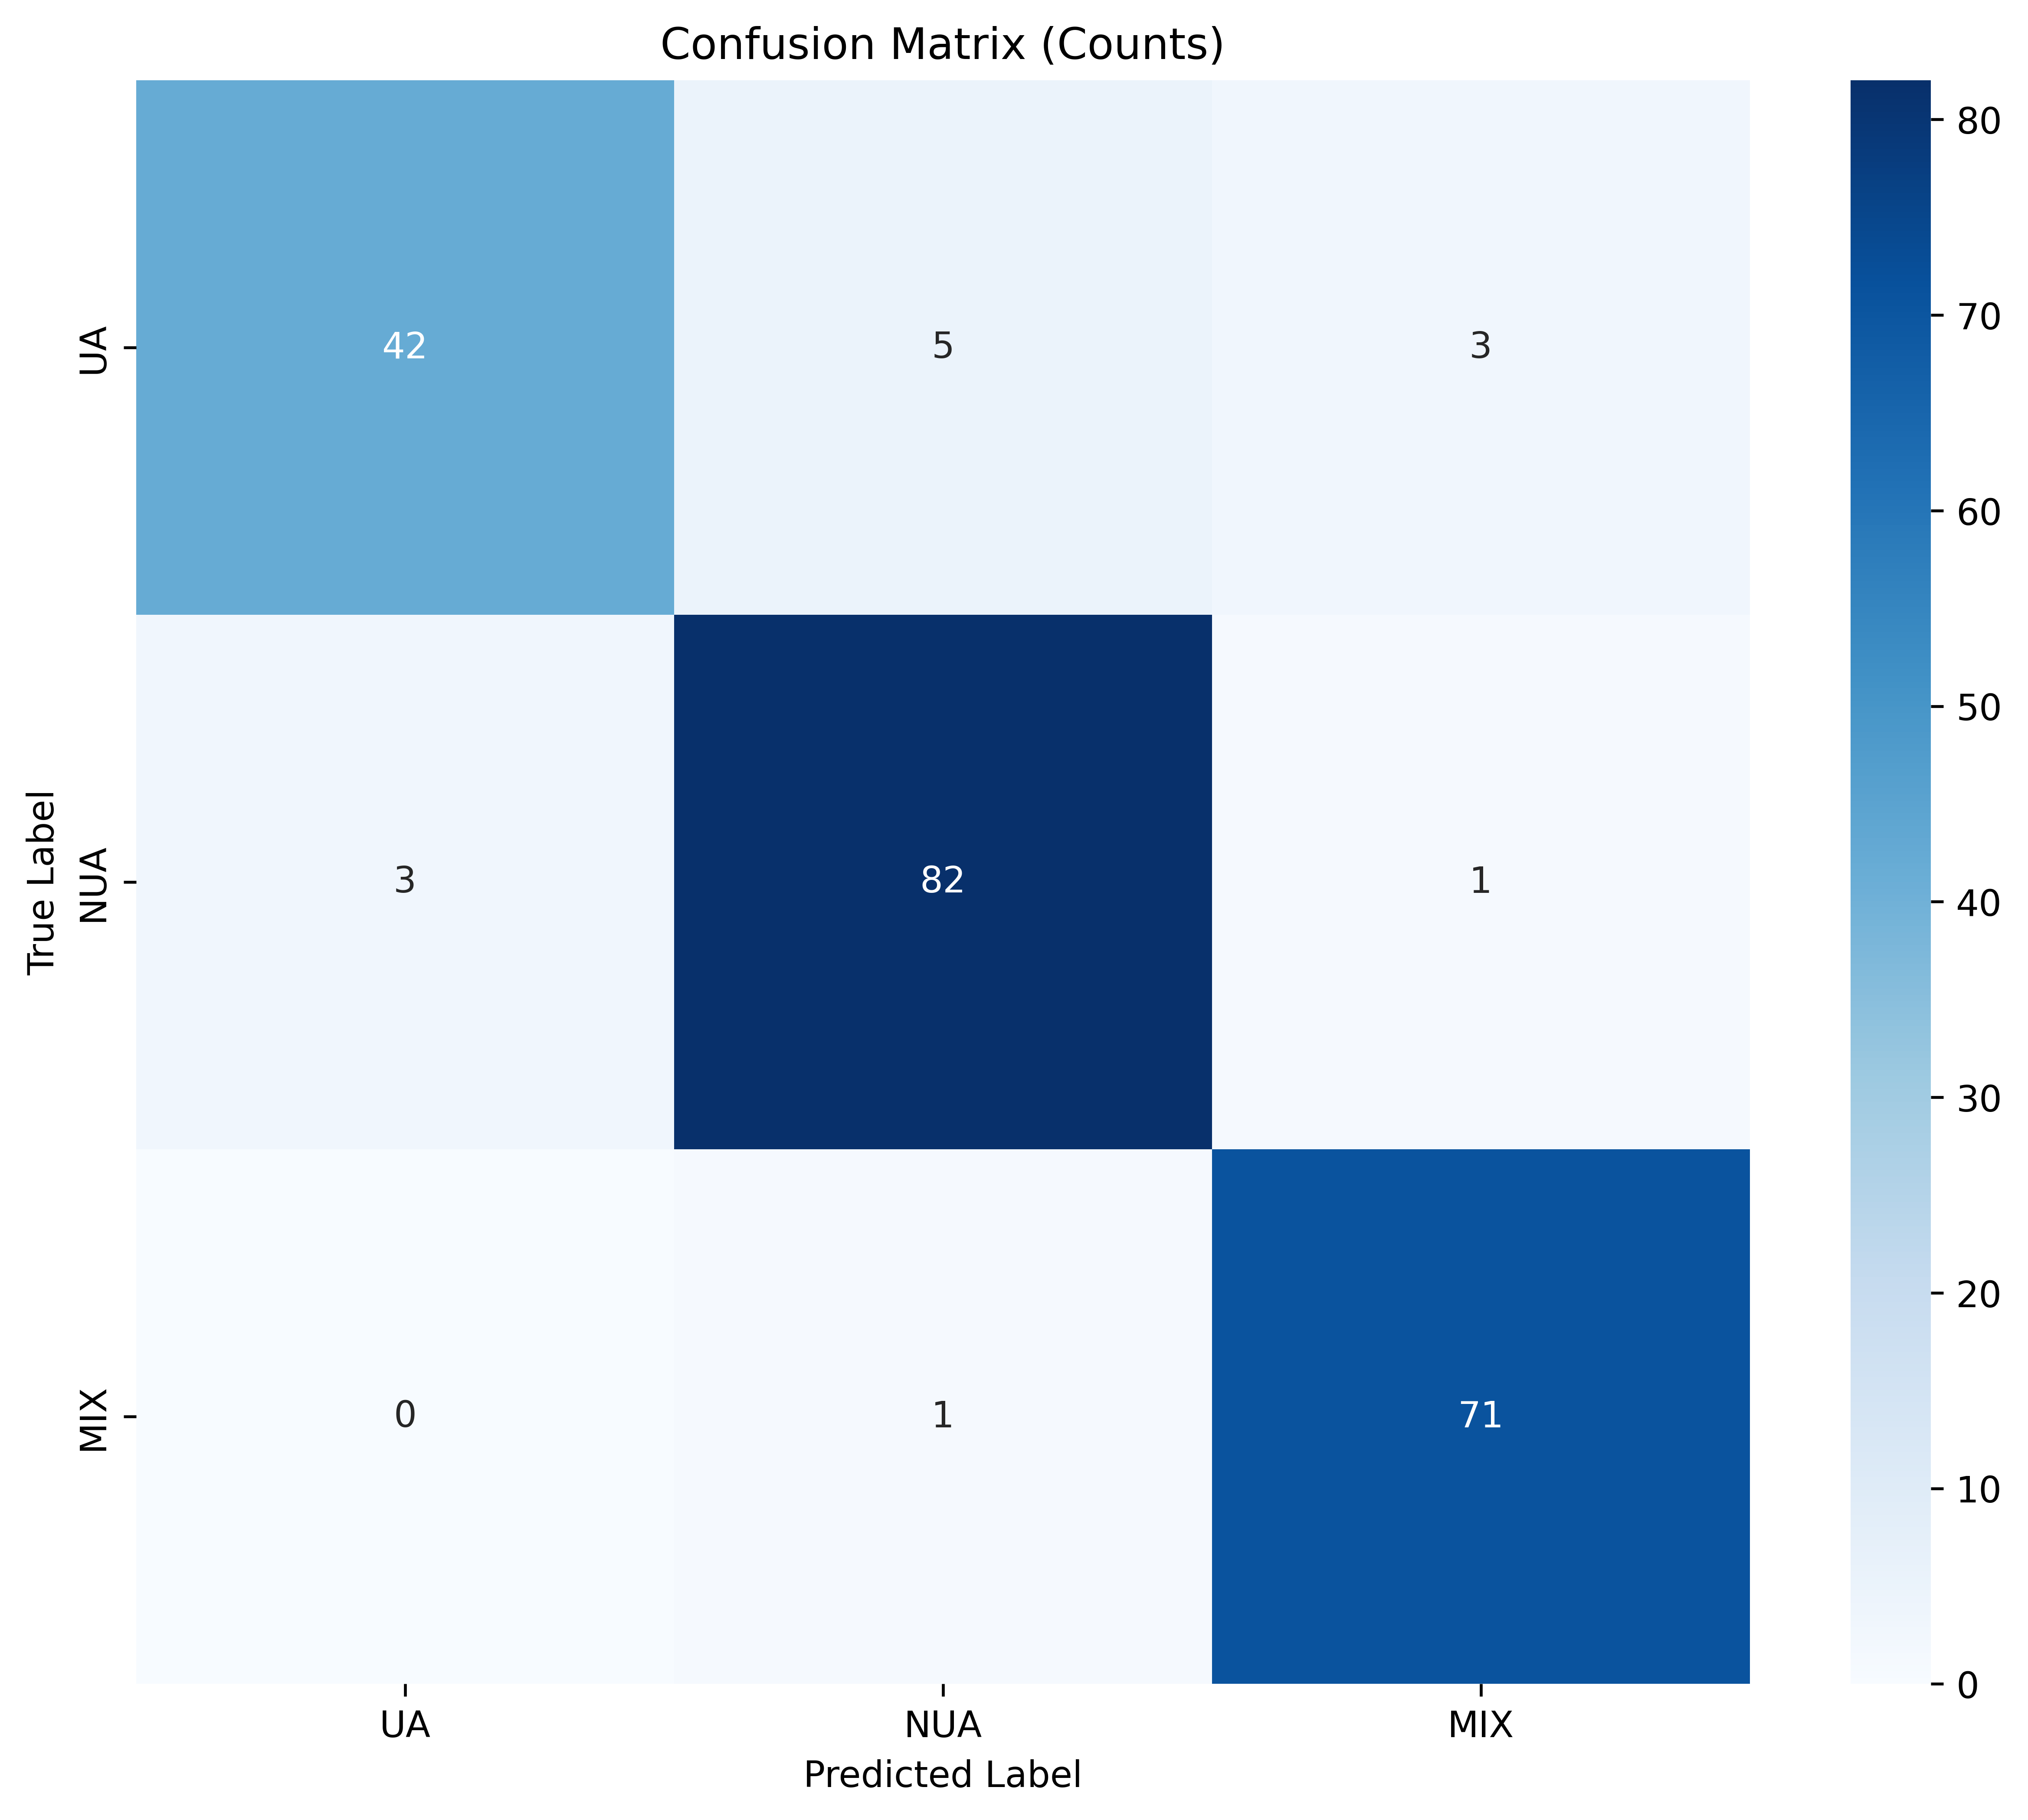 Confusion Matrix (Counts)
True Label
UA
42 5 3
NUA
3 82 1
MIX
0 1 71
UA NUA MIX
Predicted Label
80
70
60
50
40
30
20
10
0